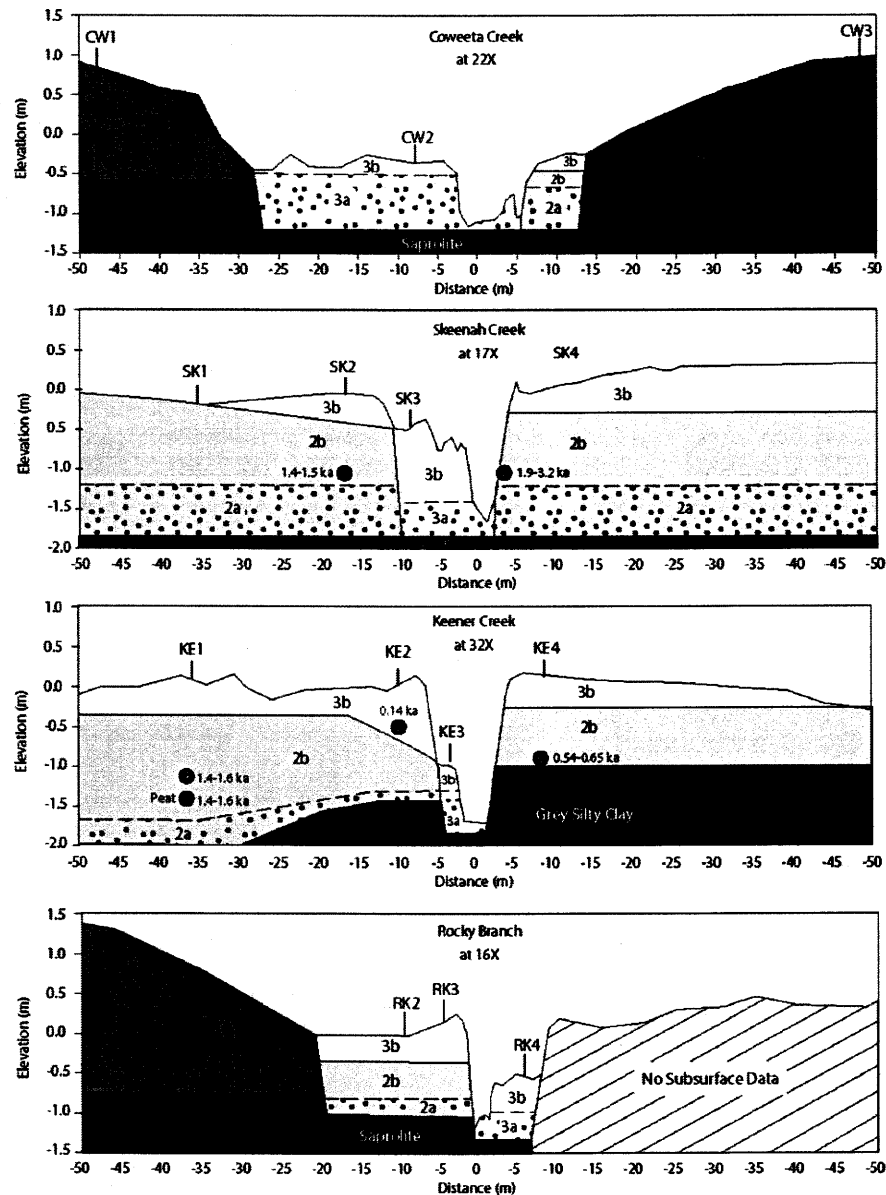 CW1
Coweeta Creek
at 22X
CW3
CW2
3b
3a
3b
2b
2a
Saprolite
Elevation (m)
1.5
1.0
0.5
0.0
-0.5
-1.0
-1.5
-50 -45 -35 -30 -25 -20 -15 -10 -5 0 -5 -10 -15 -20 -25 -30 -35 -40 -45 -50
Distance (m)
Skeenah Creek
at 17X
SK1
SK2
SK3
SK4
3b
2b
1.4-1.5 ka
2a
3b
3a
3b
2b
1.9-3.2 ka
2a
Elevation (m)
1.0
0.5
0.0
0.5
-1.0
-1.5
-2.0
-50 -45 -35 -30 -25 -20 -15 -10 -5 0 -5 -10 -15 -20 -25 -30 -35 -40 -45 -50
Distance (m)
Keener Creek
at 32X
KE1
KE2
KE3
KE4
3b
0.14 ka
2b
1.4-1.6 ka
Peat 1.4-1.6 ka
2a
3b
3a
3b
2b
0.54-0.65 ka
Grey Silty Clay
Elevation (m)
1.0
0.5
0.0
-0.5
-1.0
-1.5
-2.0
-50 -45 -35 -30 -25 -20 -15 -10 -5 0 -5 -10 -15 -20 -25 -30 -35 -40 -45 -50
Distance (m)
Rocky Branch
at 16X
RK2
RK3
RK4
3b
2b
2a
Saprolite
3b
3a
No Subsurface Data
Elevation (m)
1.5
1.0
0.5
0.0
-0.5
-1.0
-1.5
-50 -45 -35 -30 -25 -20 -15 -10 -5 0 -5 -10 -15 -20 -25 -30 -35 -40 -45 -50
Distance (m)